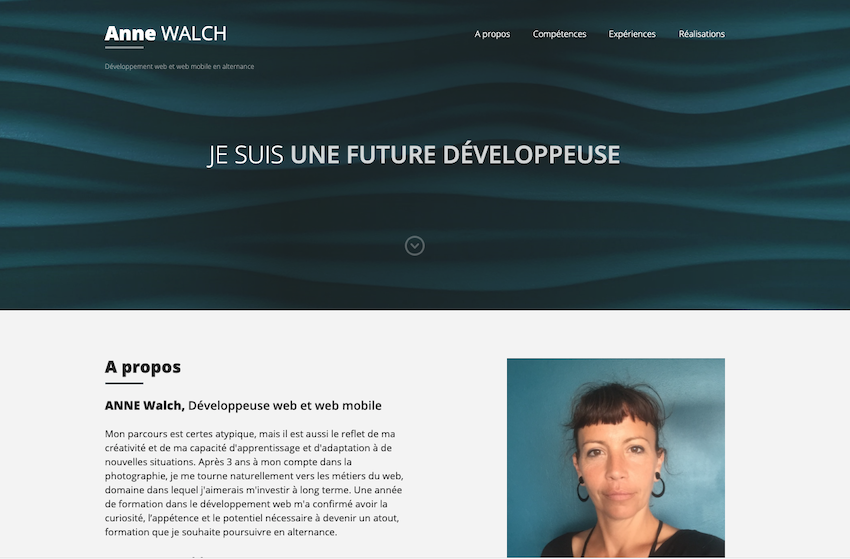 Anne WALCH
A propos Compétences Expériences Réalisations
Développement web et web mobile en alternance
JE SUIS UNE FUTURE DÉVELOPPEUSE
A propos
ANNE Walch, Développeuse web et web mobile
Mon parcours est certes atypique, mais il est aussi le reflet de ma
créativité et de ma capacité d'apprentissage et d'adaptation à de
nouvelles situations. Après 3 ans à mon compte dans la
photographie, je me tourne naturellement vers les métiers du web,
domaine dans lequel j'aimerais m'investir à long terme. Une année
de formation dans le développement web m'a confirmé avoir la
curiosité, l'appétence et le potentiel nécessaire à devenir un atout,
formation que je souhaite poursuivre en alternance.